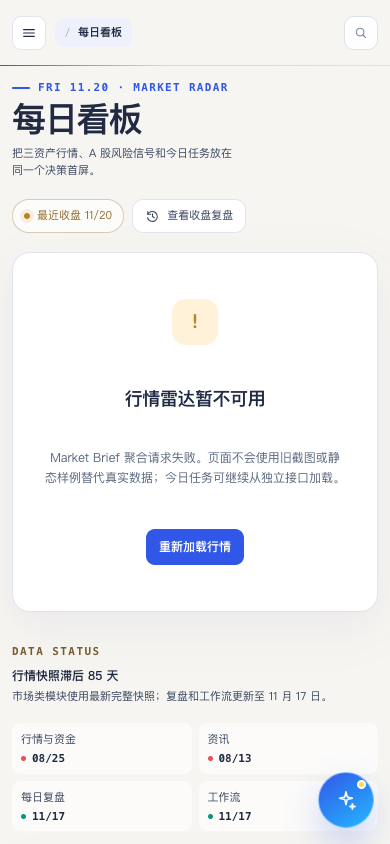 / 每日看板
FRI 11.20 · MARKET RADAR
每日看板
把三资产行情、A 股风险信号和今日任务放在
同一个决策首屏。
最近收盘 11/20
查看收盘复盘
!
行情雷达暂不可用
Market Brief 聚合请求失败。页面不会使用旧截图或静
态样例替代真实数据；今日任务可继续从独立接口加载。
重新加载行情
DATA STATUS
行情快照滞后 85 天
市场类模块使用最新完整快照；复盘和工作流更新至 11 月 17 日。
行情与资金
08/25
资讯
08/13
每日复盘
11/17
工作流
11/17